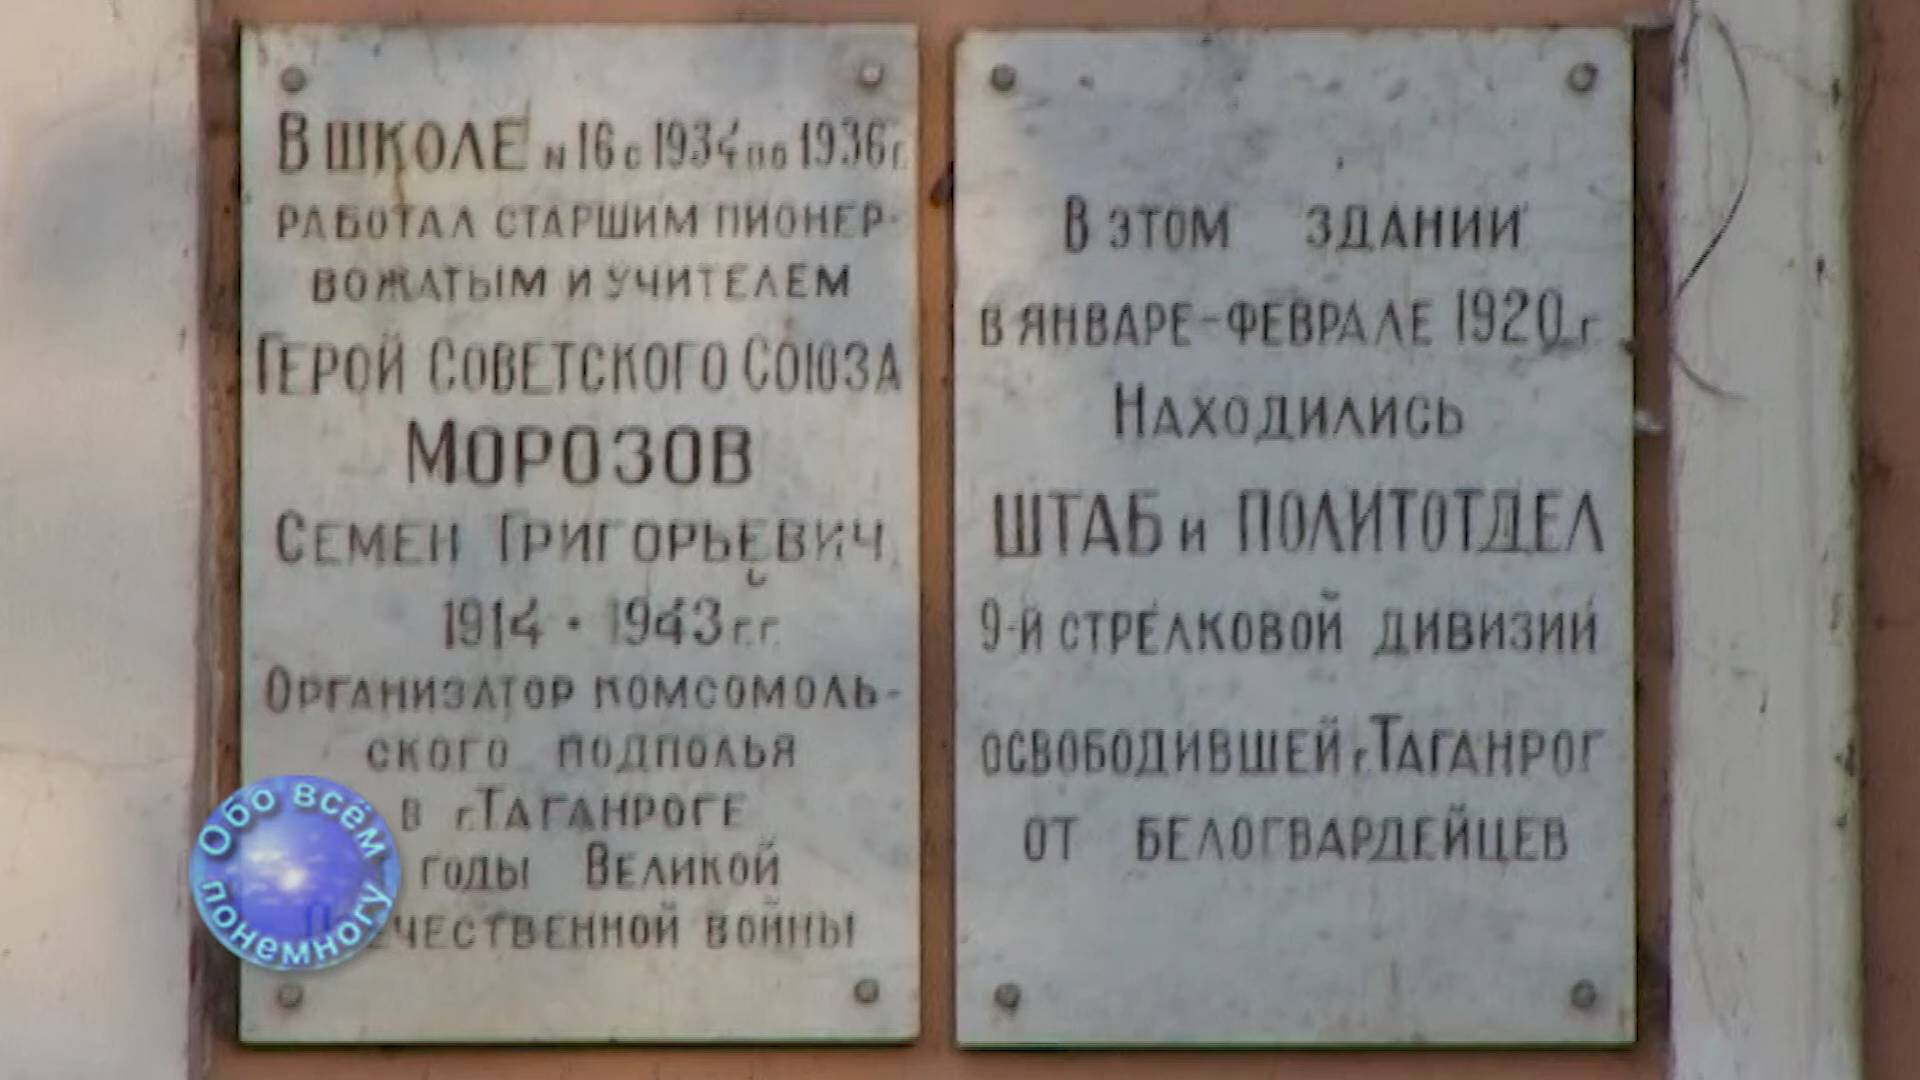 В ШКОЛЕ N 16 с 1934 по 1936 г.
РАБОТАЛ СТАРШИМ ПИОНЕР-
ВОЖАТЫМ И УЧИТЕЛЕМ
ГЕРОЙ СОВЕТСКОГО СОЮЗА
МОРОЗОВ
СЕМЕН ГРИГОРЬЕВИЧ
1914 • 1943 г.г.
ОРГАНИЗАТОР КОМСОМОЛЬ-
СКОГО ПОДПОЛЬЯ
В г. ТАГАНРОГЕ
ГОДЫ ВЕЛИКОЙ
ОТЕЧЕСТВЕННОЙ ВОЙНЫ
В ЭТОМ ЗДАНИИ
В ЯНВАРЕ-ФЕВРАЛЕ 1920 г
НАХОДИЛИСЬ
ШТАБ и ПОЛИТОТДЕЛ
9-Й СТРЕЛКОВОЙ ДИВИЗИИ
ОСВОБОДИВШЕЙ г. ТАГАНРОГ
ОТ БЕЛОГВАРДЕЙЦЕВ
Обо всём
понемногу